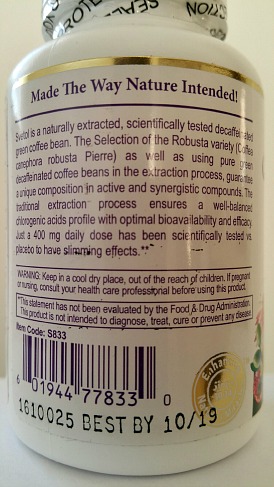 SEALE
Made The Way Nature Intended!
Svetol is a naturally extracted, scientifically tested decaffeinated
green coffee bean. The Selection of the Robusta variety (Coffea
canephora robusta Pierre) as well as using pure green
decaffenated coffee beans in the extraction process, guarantee
a unique composition in active and synergistic compounds. The
traditional extraction process ensures a well-balanced
chlorogenic acids profile with optimal bioavailability and efficacy.
Just a 400 mg daily dose has been scientifically tested vs.
placebo to have slimming effects.**
WARNING: Keep in a cool dry place, out of the reach of children. If pregnant
or nursing, consult your health care professional before using this product.
*This statement has not been evaluated by the Food & Drug Administration.
This product is not intended to diagnose, treat, cure or prevent any disease.
Item Code: S833
6 01944 77833 0
1610025 BEST BY 10/19